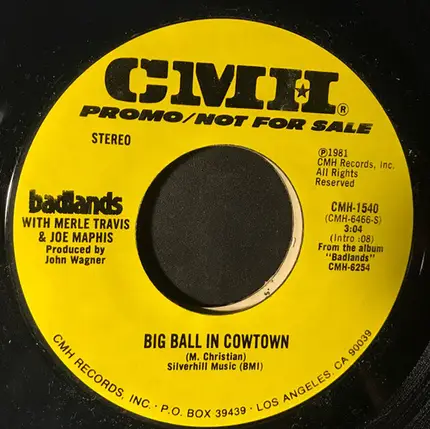 CMH®
PROMO/NOT FOR SALE
STEREO
℗1981
CMH Records, Inc.
All Rights
Reserved
badlands
WITH MERLE TRAVIS
& JOE MAPHIS
Produced by
John Wagner
CMH-1540
(CMH-6466-S)
3:04
(Intro :08)
From the album
"Badlands"
CMH-6254
BIG BALL IN COWTOWN
(M. Christian)
Silverhill Music (BMI)
CMH RECORDS, INC. · P.O. BOX 39439 · LOS ANGELES, CA 90039